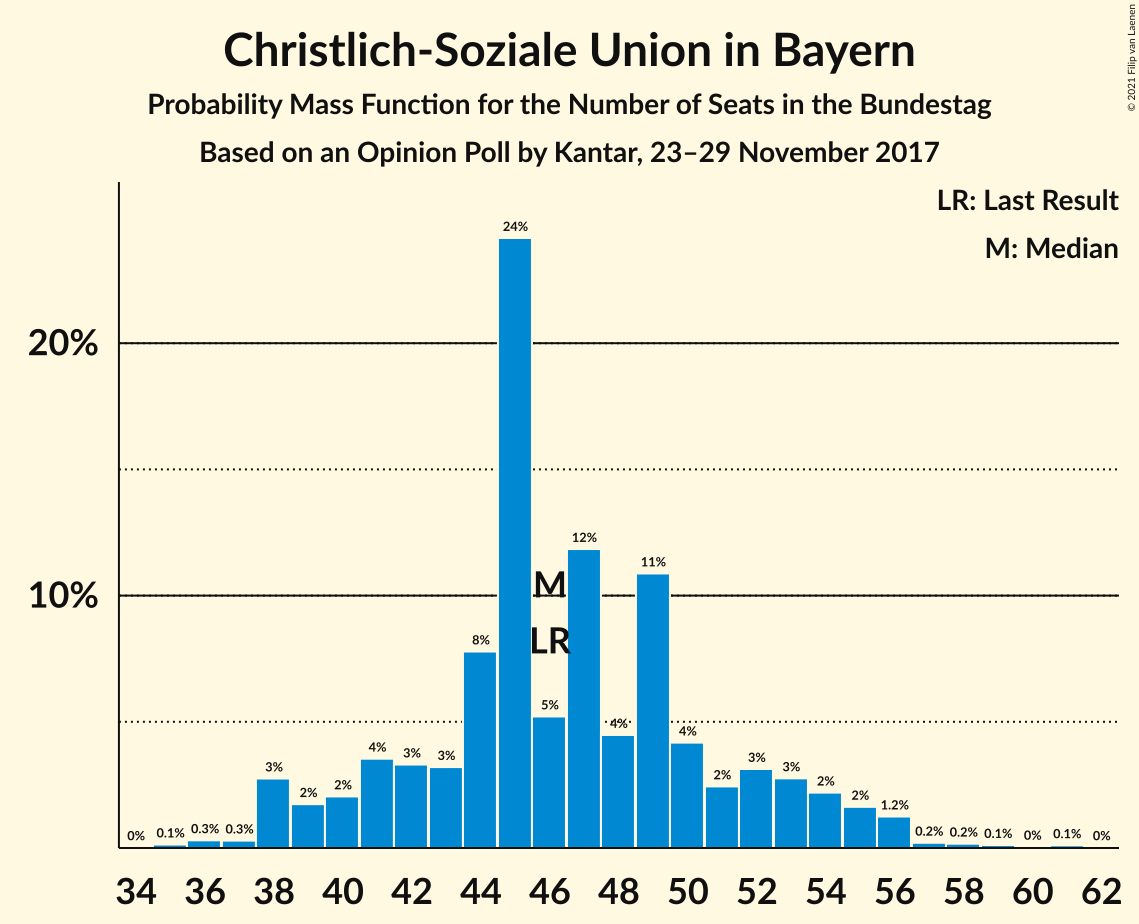 Christlich-Soziale Union in Bayern
Probability Mass Function for the Number of Seats in the Bundestag
Based on an Opinion Poll by Kantar, 23–29 November 2017
© 2021 Filip van Laenen
LR: Last Result
M: Median
20%
10%
0% 0.1% 0.3% 0.3% 3% 2% 2% 4% 3% 3% 8% 24% 5% 12% 4% 11% 4% 2% 3% 3% 2% 2% 1.2% 0.2% 0.2% 0.1% 0% 0.1% 0%
M
LR
34 36 38 40 42 44 46 48 50 52 54 56 58 60 62